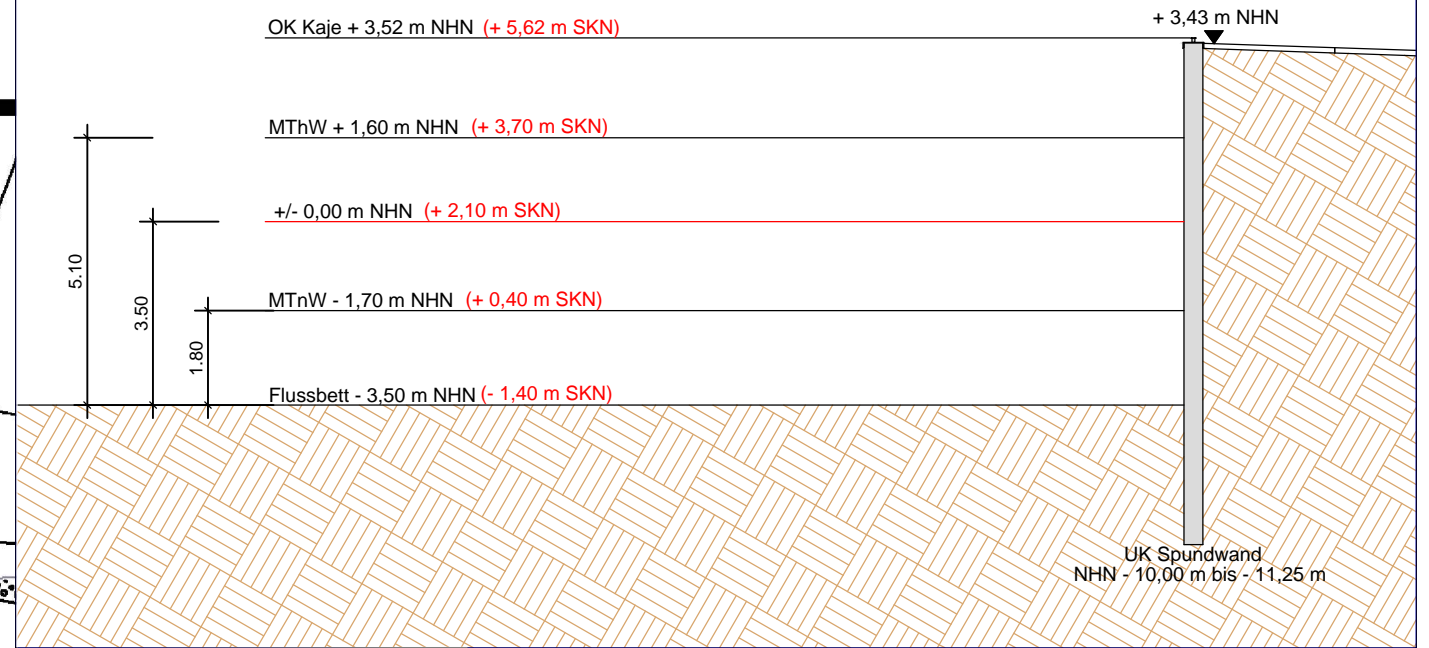 + 3,43 m NHN
OK Kaje + 3,52 m NHN (+ 5,62 m SKN)
MThW + 1,60 m NHN (+ 3,70 m SKN)
+/- 0,00 m NHN (+ 2,10 m SKN)
5.10
3.50
MTnW - 1,70 m NHN (+ 0,40 m SKN)
1.80
Flussbett - 3,50 m NHN (- 1,40 m SKN)
UK Spundwand
NHN - 10,00 m bis - 11,25 m